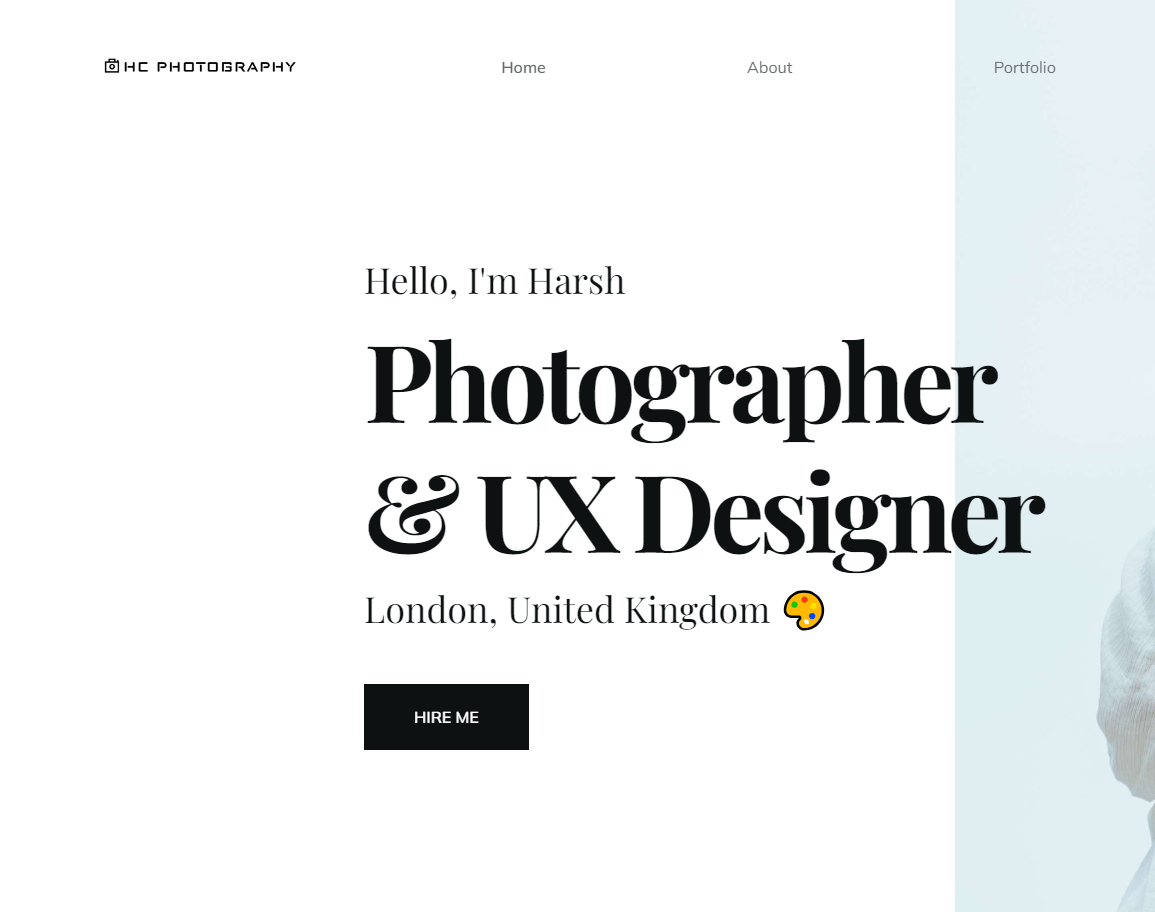 HC PHOTOGRAPHY
Home
About
Portfolio
Hello, I'm Harsh
Photographer
& UX Designer
London, United Kingdom
HIRE ME